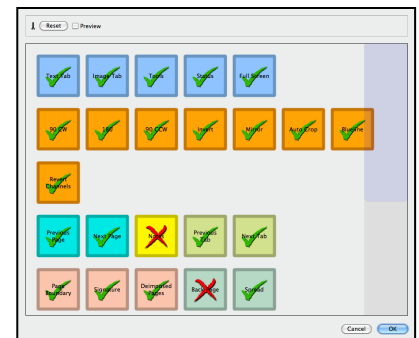 Reset Preview
Text Tab Image Tab Tools Status Full Screen
90 CW 180 90 CCW Invert Mirror Auto Crop Blueline
Revert
Channels
Previous
Page Next Page Notes Previous
Tab Next Tab
Page
Boundary Signature Deimposed
Pages Back Page Spread
Cancel OK